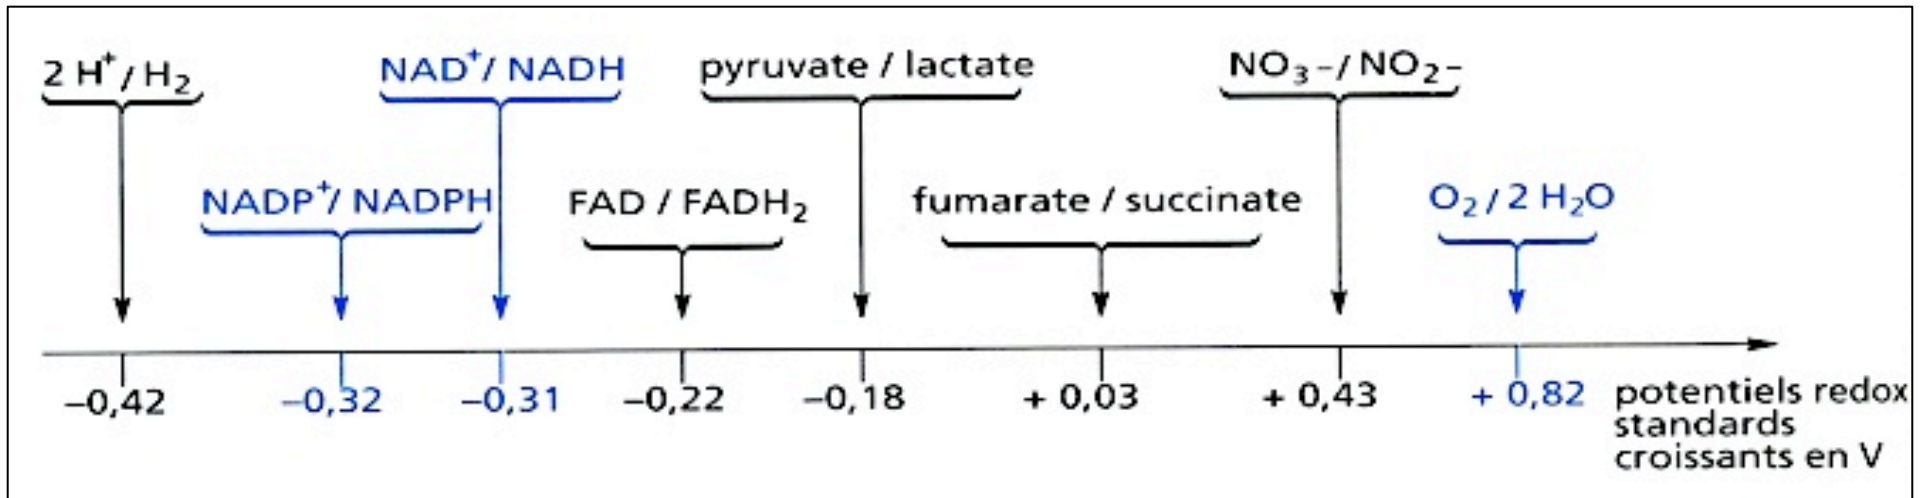 2 H⁺/ H₂
NAD⁺/ NADH
pyruvate / lactate
NO₃-/ NO₂-
NADP⁺/ NADPH
FAD / FADH₂
fumarate / succinate
O₂ / 2 H₂O
–0,42
–0,32
–0,31
–0,22
–0,18
+ 0,03
+ 0,43
+ 0,82
potentiels redox
standards
croissants en V